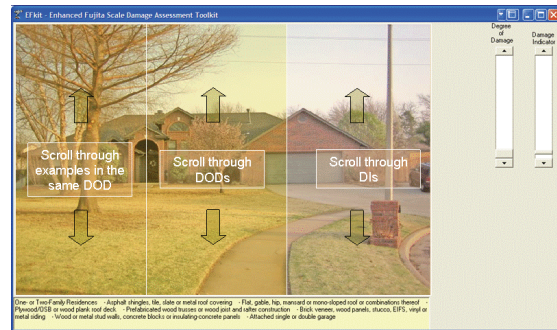 EFkit - Enhanced Fujita Scale Damage Assessment Toolkit
Degree
of
Damage
Damage
Indicator
Scroll through
examples in the
same DOD
Scroll through
DODs
Scroll through
DIs
One- or Two-Family Residences - Asphalt shingles, tile, slate or metal roof covering - Flat, gable, hip, mansard or mono-sloped roof or combinations thereof -
Plywood/OSB or wood plank roof deck - Prefabricated wood trusses or wood joist and rafter construction - Brick veneer, wood panels, stucco, EIFS, vinyl or
metal siding - Wood or metal stud walls, concrete blocks or insulating-concrete panels - Attached single or double garage